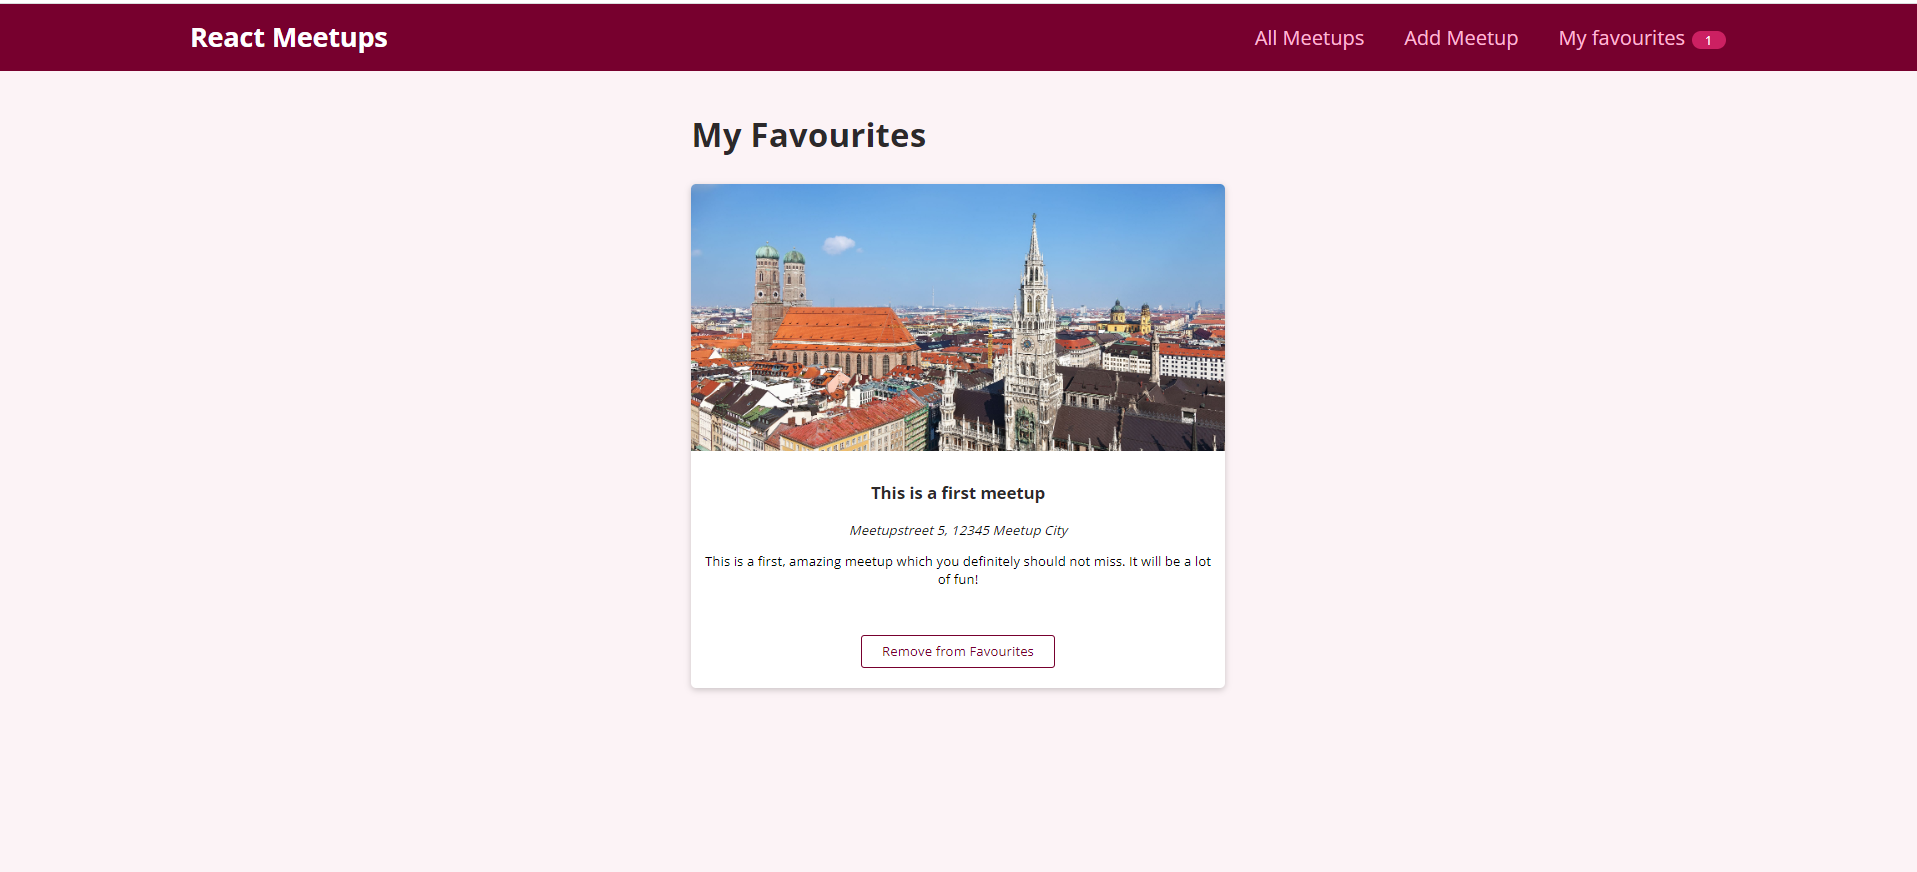 React Meetups
All Meetups
Add Meetup
My favourites 1
My Favourites
This is a first meetup
Meetupstreet 5, 12345 Meetup City
This is a first, amazing meetup which you definitely should not miss. It will be a lot
of fun!
Remove from Favourites